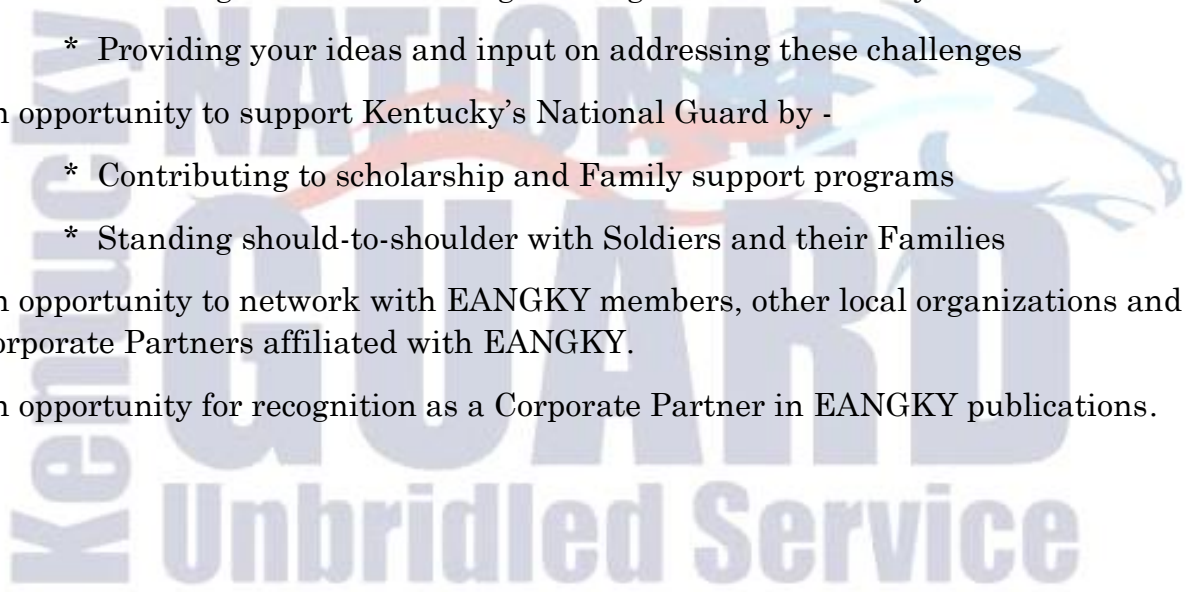 * Providing your ideas and input on addressing these challenges
n opportunity to support Kentucky's National Guard by -
* Contributing to scholarship and Family support programs
* Standing should-to-shoulder with Soldiers and their Families
n opportunity to network with EANGKY members, other local organizations and
orporate Partners affiliated with EANGKY.
n opportunity for recognition as a Corporate Partner in EANGKY publications.
Kentucky
NATIONAL
GUARD
Unbridled Service